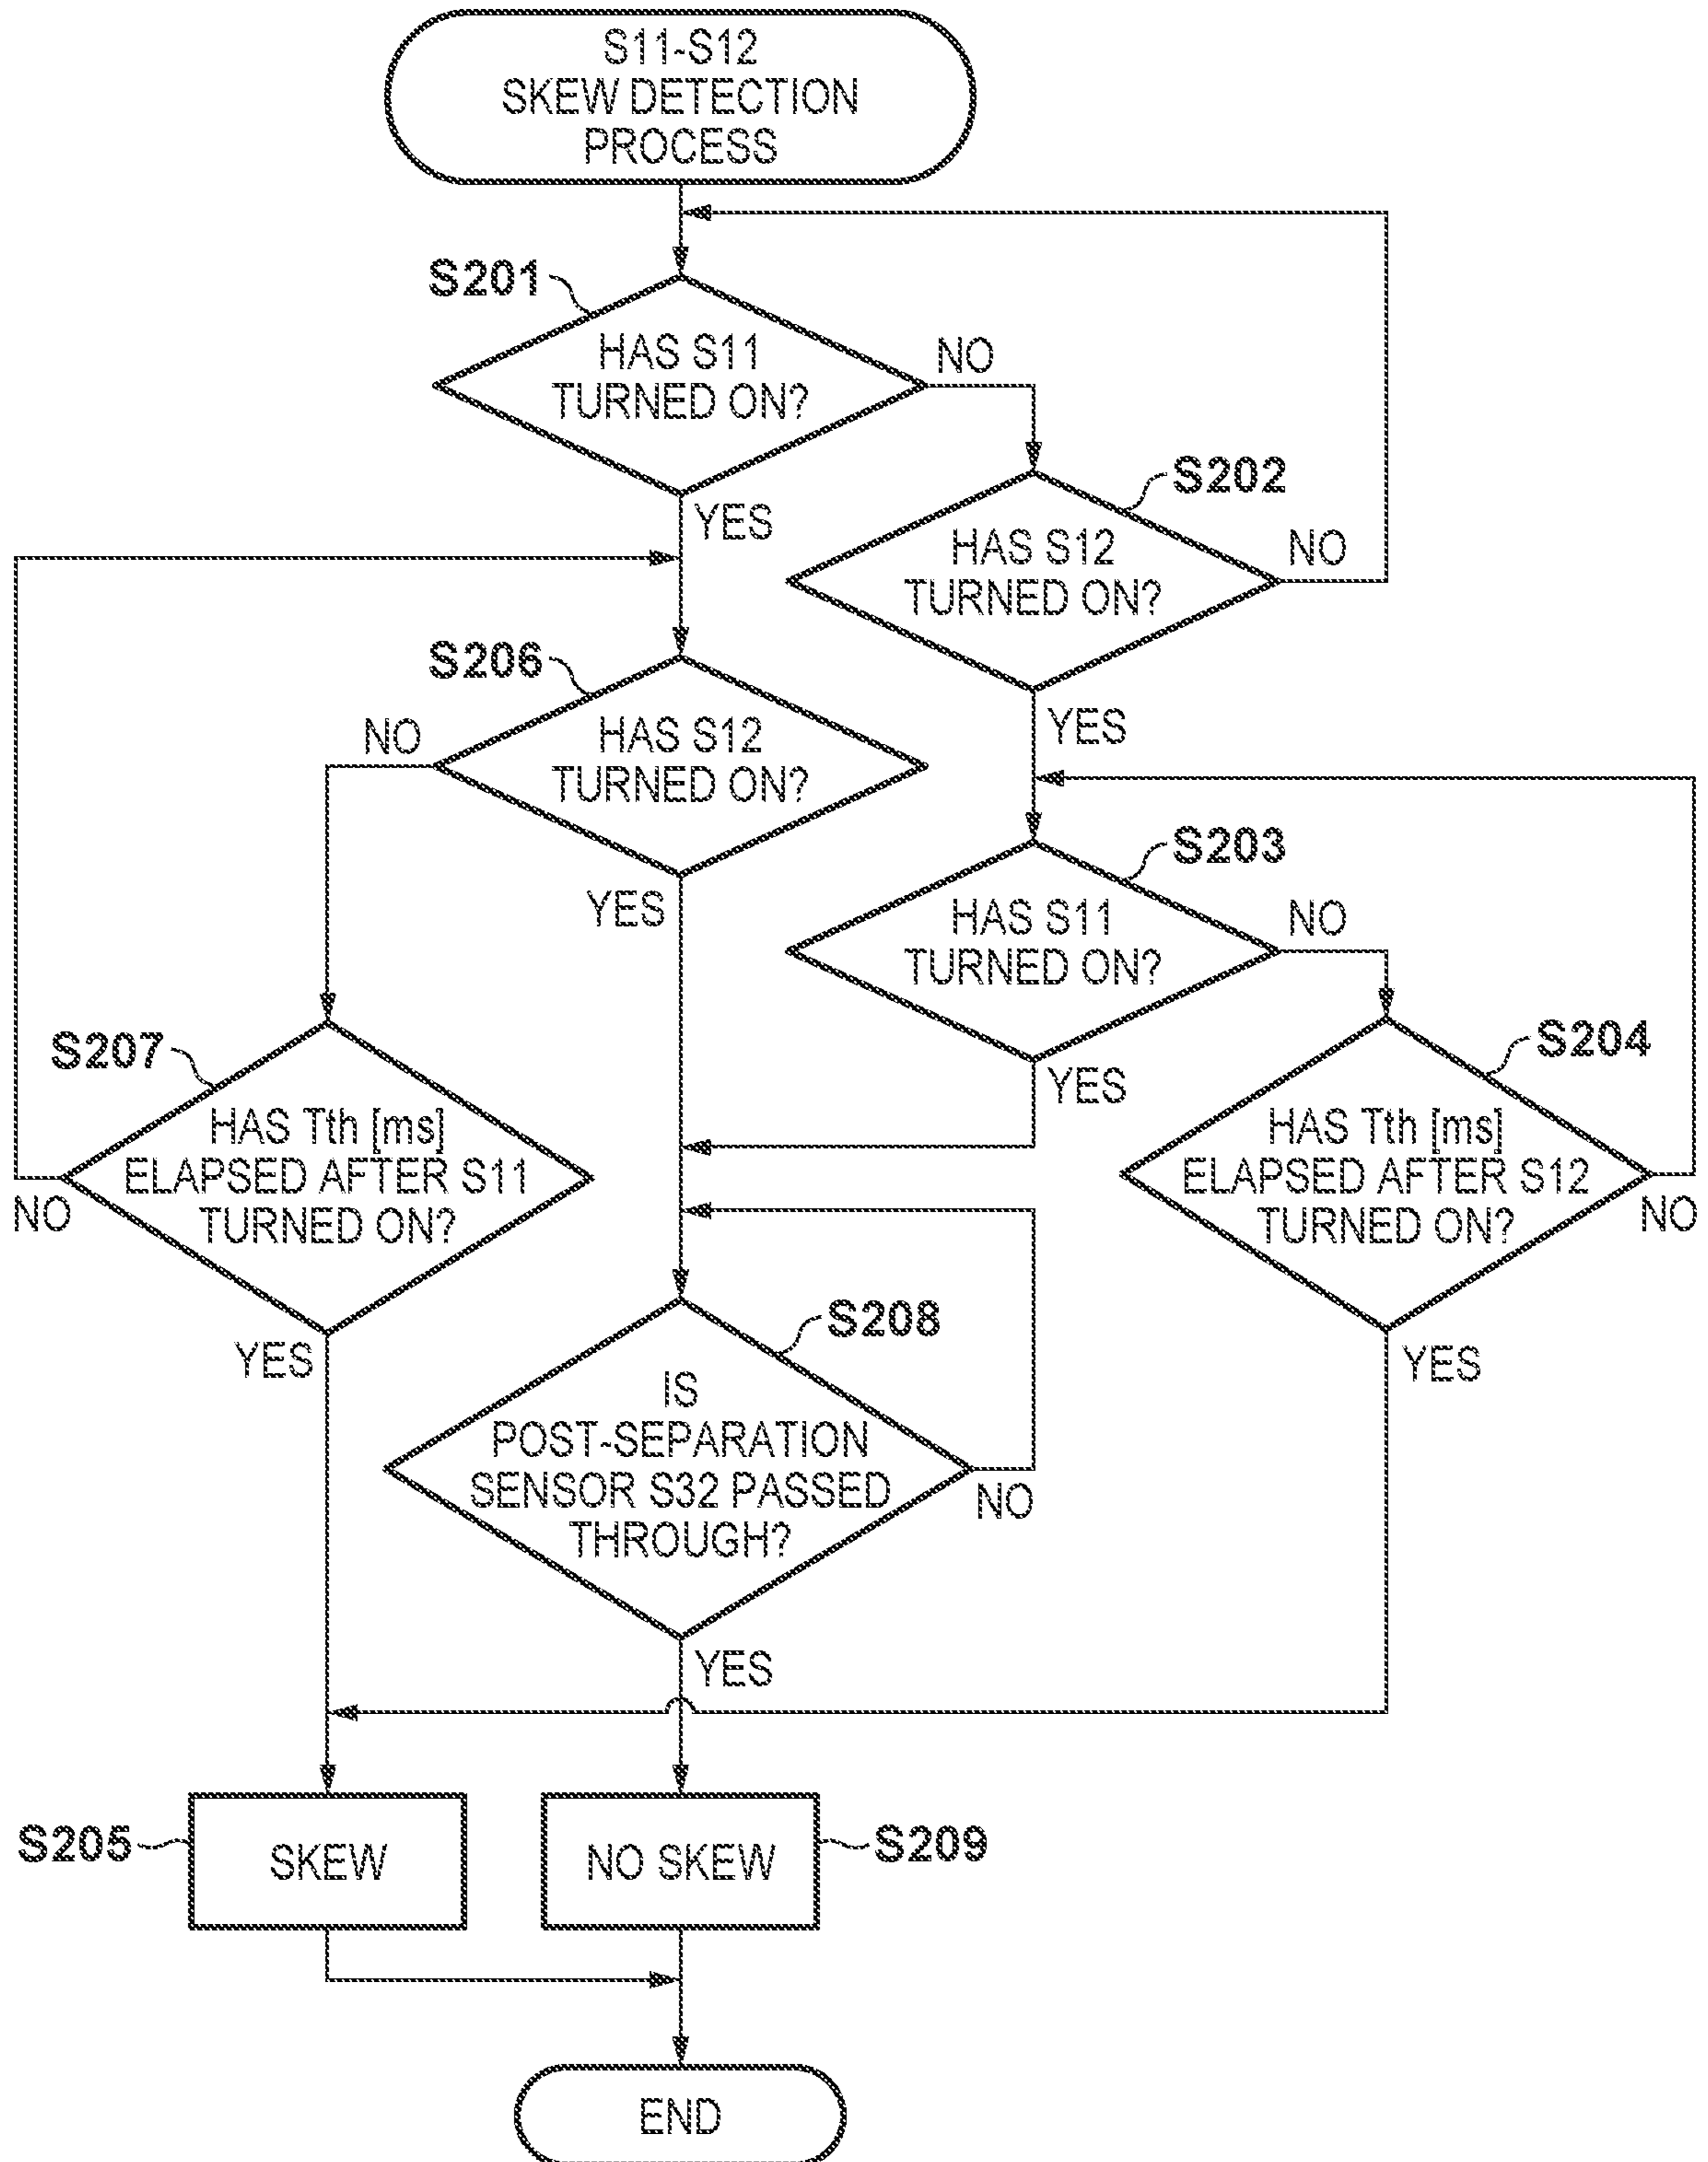 S11-S12
SKEW DETECTION
PROCESS
S201
HAS S11
TURNED ON?
NO
YES
S202
HAS S12
TURNED ON?
NO
YES
S206
HAS S12
TURNED ON?
NO
YES
S203
HAS S11
TURNED ON?
NO
YES
S207
HAS Tth [ms]
ELAPSED AFTER S11
TURNED ON?
NO
YES
S204
HAS Tth [ms]
ELAPSED AFTER S12
TURNED ON?
NO
YES
S208
IS
POST-SEPARATION
SENSOR S32 PASSED
THROUGH?
NO
YES
S205
SKEW
NO SKEW
S209
END